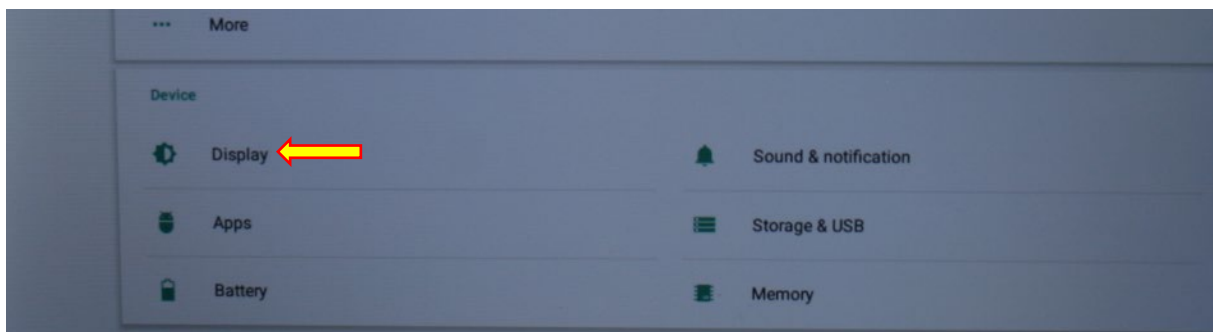 More
Device
Display
Sound & notification
Apps
Storage & USB
Battery
Memory